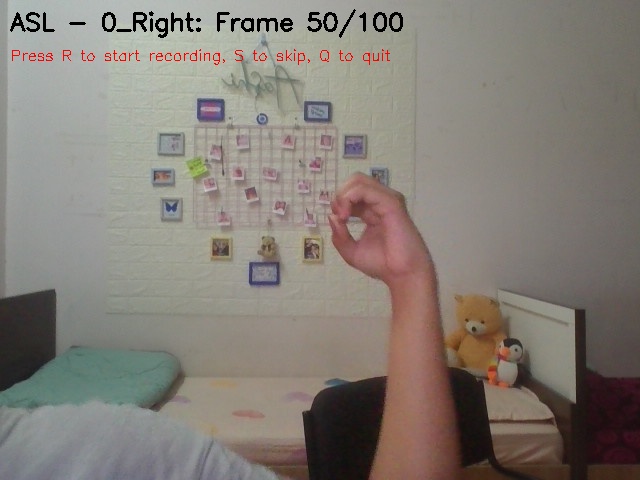 ASL - 0_Right: Frame 50/100
Press R to start recording, S to skip, Q to quit